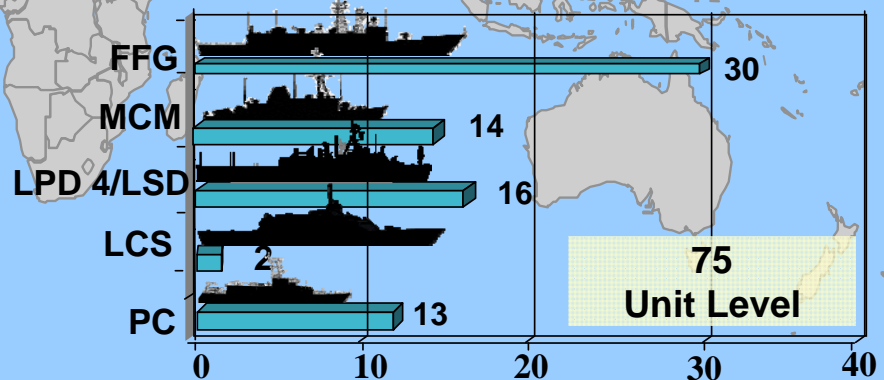 FFG 30
MCM 14
LPD 4/LSD 16
LCS 2
PC 13
75
Unit Level
0 10 20 30 40